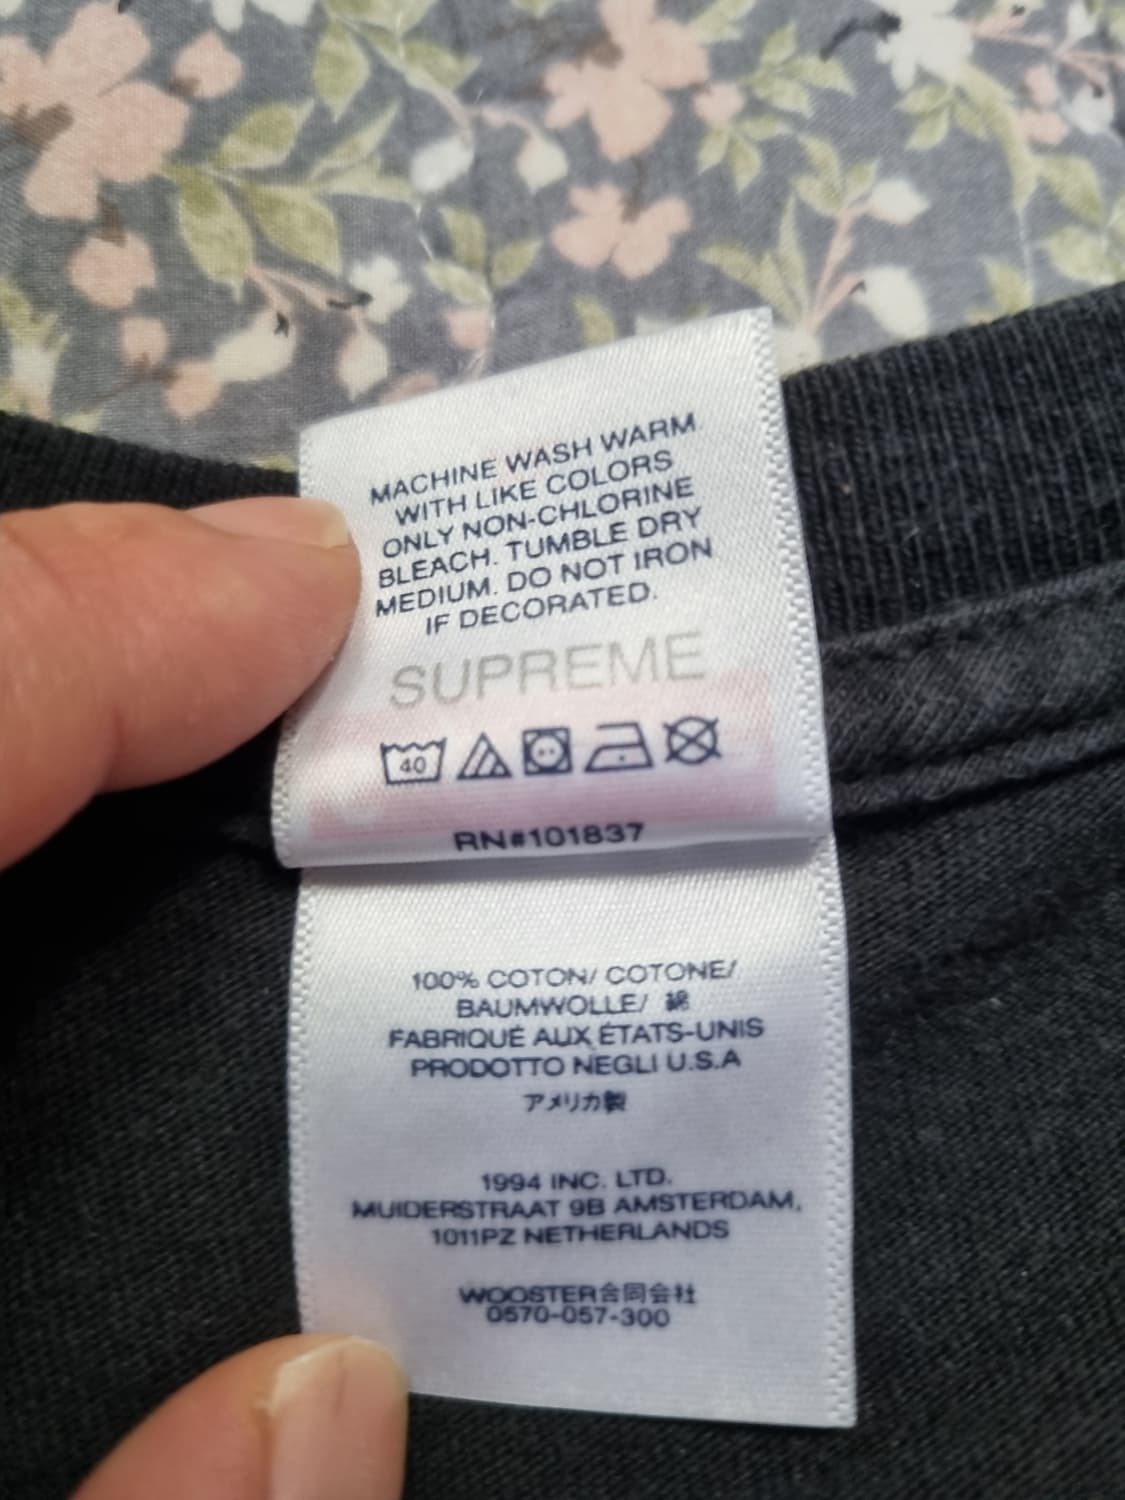 MACHINE WASH WARM
WITH LIKE COLORS
ONLY NON-CHLORINE
BLEACH. TUMBLE DRY
MEDIUM. DO NOT IRON
IF DECORATED.
SUPREME
40
RN#101837
100% COTON/ COTONE/
BAUMWOLLE/ 綿
FABRIQUÉ AUX ÉTATS-UNIS
PRODOTTO NEGLI U.S.A
アメリカ製
1994 INC. LTD.
MUIDERSTRAAT 9B AMSTERDAM,
1011PZ NETHERLANDS
WOOSTER合同会社
0570-057-300